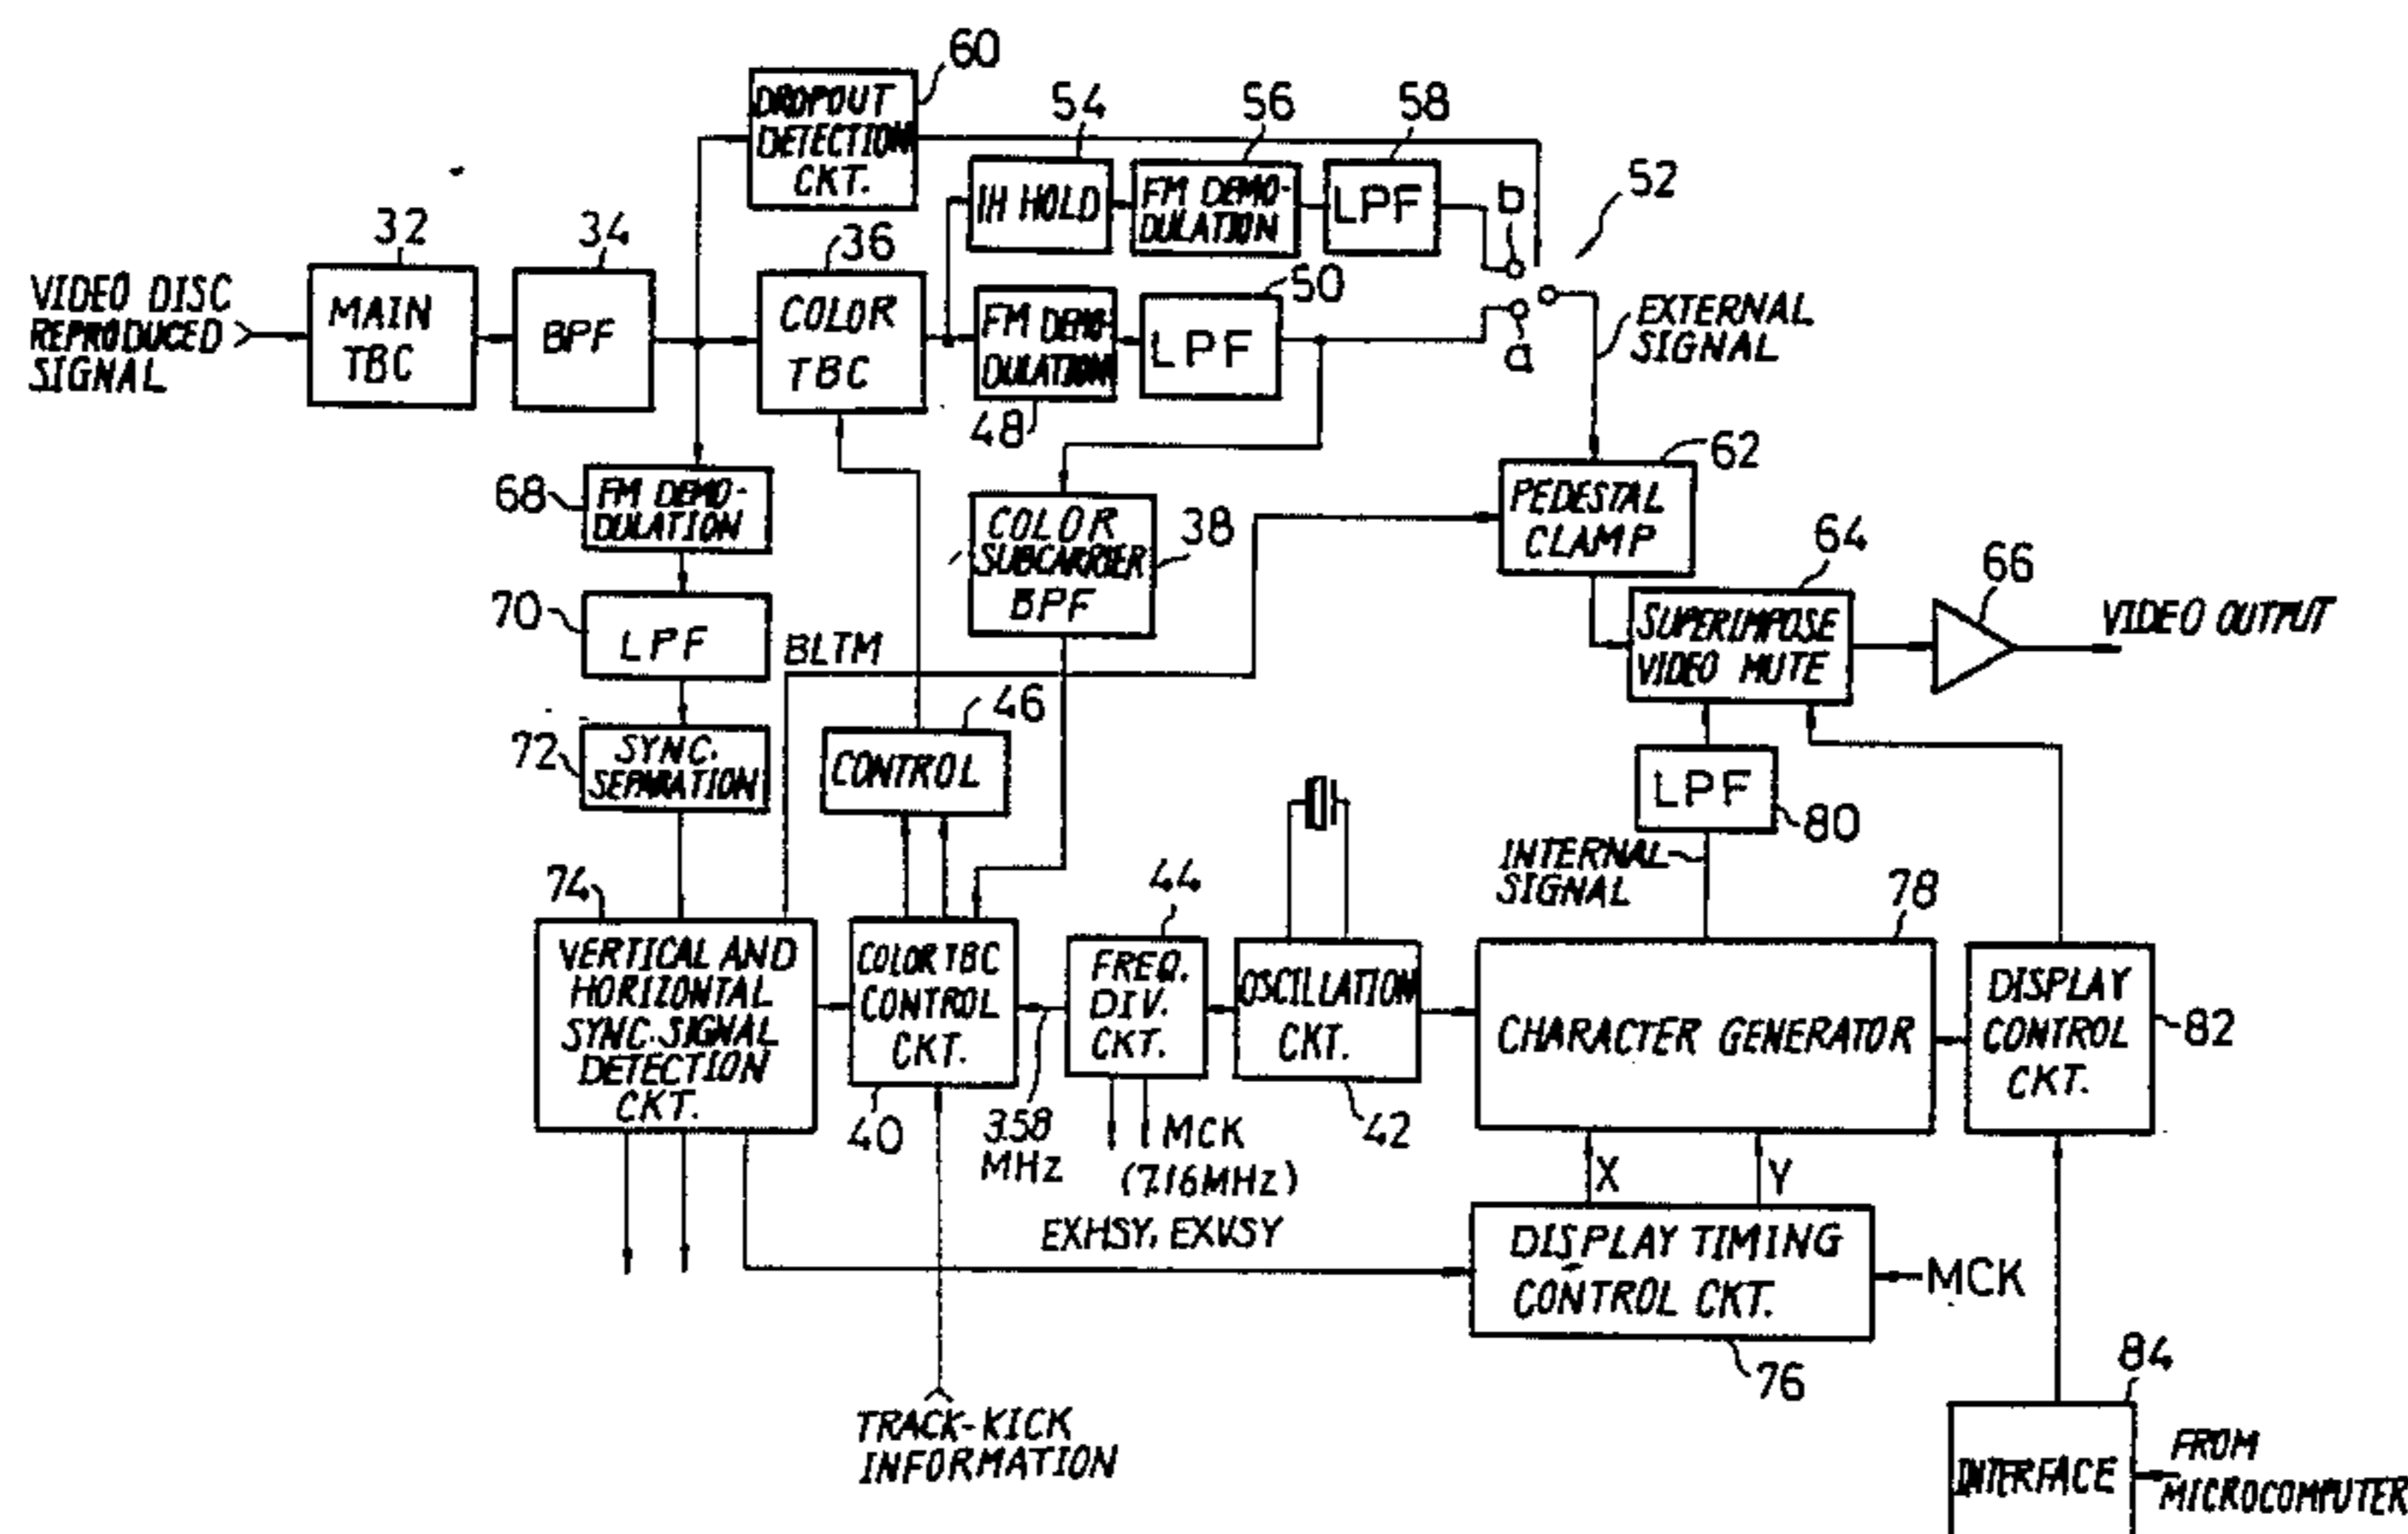 60
DROPOUT
DETECTION
CKT.
54
56
58
52
32
34
36
1H HOLD
FM DEMO-
DULATION
LPF
b
VIDEO DISC
REPRODUCED
SIGNAL
MAIN
TBC
BPF
COLOR
TBC
FM DEMO-
DULATION
48
LPF
50
a
EXTERNAL
SIGNAL
68
FM DEMO-
DULATION
COLOR
SUBCARRIER
BPF
38
62
PEDESTAL
CLAMP
64
66
70
LPF
BLTM
SUPERIMPOSE
VIDEO MUTE
VIDEO OUTPUT
72
SYNC.
SEPARATION
46
CONTROL
LPF
80
INTERNAL
SIGNAL
74
44
78
VERTICAL AND
HORIZONTAL
SYNC. SIGNAL
DETECTION
CKT.
COLOR TBC
CONTROL
CKT.
40
FREQ.
DIV.
CKT.
OSCILLATION
CKT.
42
CHARACTER GENERATOR
DISPLAY
CONTROL
CKT.
82
3.58
MHz
MCK
(7.16MHz)
X
Y
EXHSY, EXVSY
DISPLAY TIMING
CONTROL CKT.
MCK
76
84
TRACK-KICK
INFORMATION
INTERFACE
FROM
MICROCOMPUTER